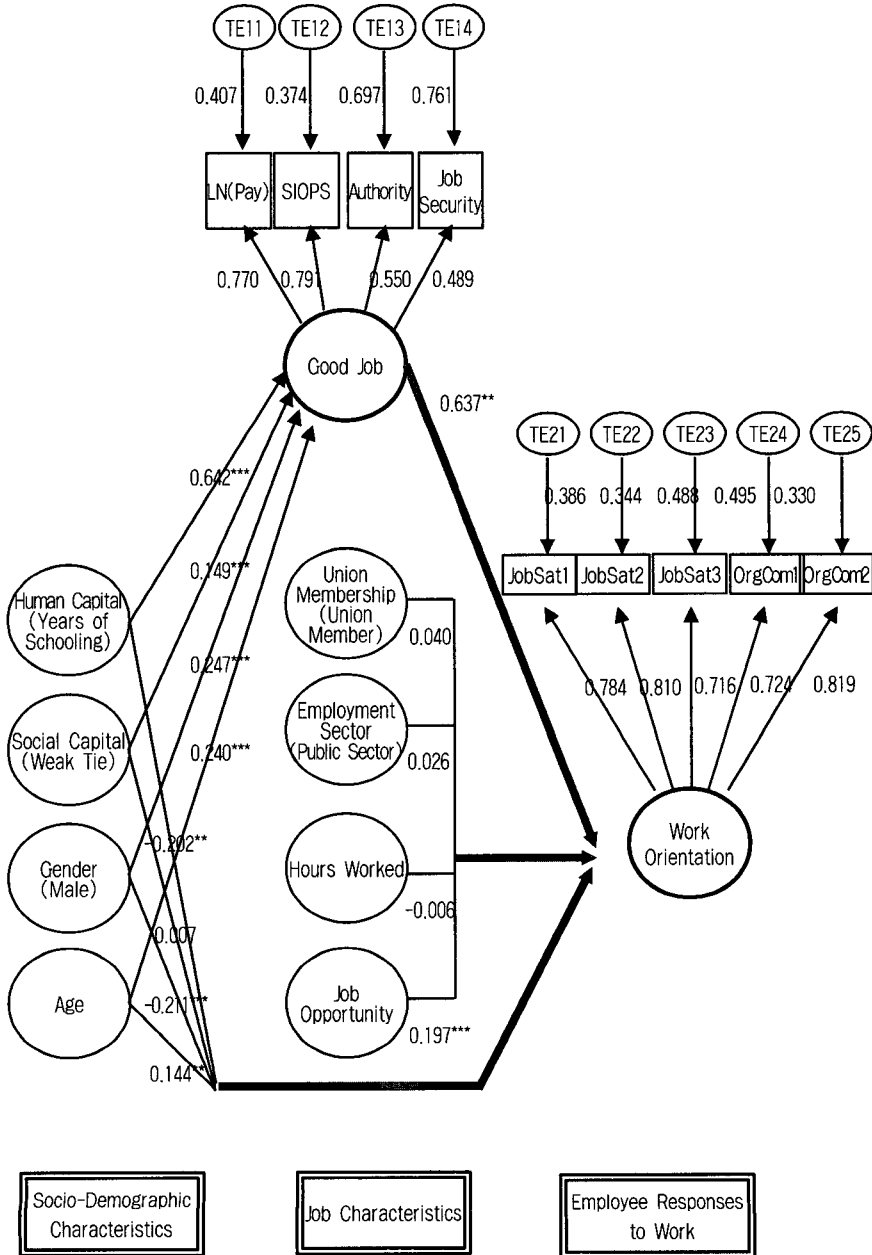 TE11 TE12 TE13 TE14
0.407 0.374 0.697 0.761
LN(Pay) SIOPS Authority Job
Security
0.770 0.791 0.550 0.489
Good Job
0.637**
TE21 TE22 TE23 TE24 TE25
0.386 0.344 0.488 0.495 0.330
JobSat1 JobSat2 JobSat3 OrgCom1 OrgCom2
0.784 0.810 0.716 0.724 0.819
Work
Orientation
0.642***
0.149***
0.247***
0.240***
-0.202**
-0.007
-0.211***
0.144**
Human Capital
(Years of
Schooling)
Social Capital
(Weak Tie)
Gender
(Male)
Age
Union
Membership
(Union
Member)
0.040
Employment
Sector
(Public Sector)
0.026
Hours Worked
-0.006
Job
Opportunity
0.197***
Socio-Demographic
Characteristics
Job Characteristics
Employee Responses
to Work